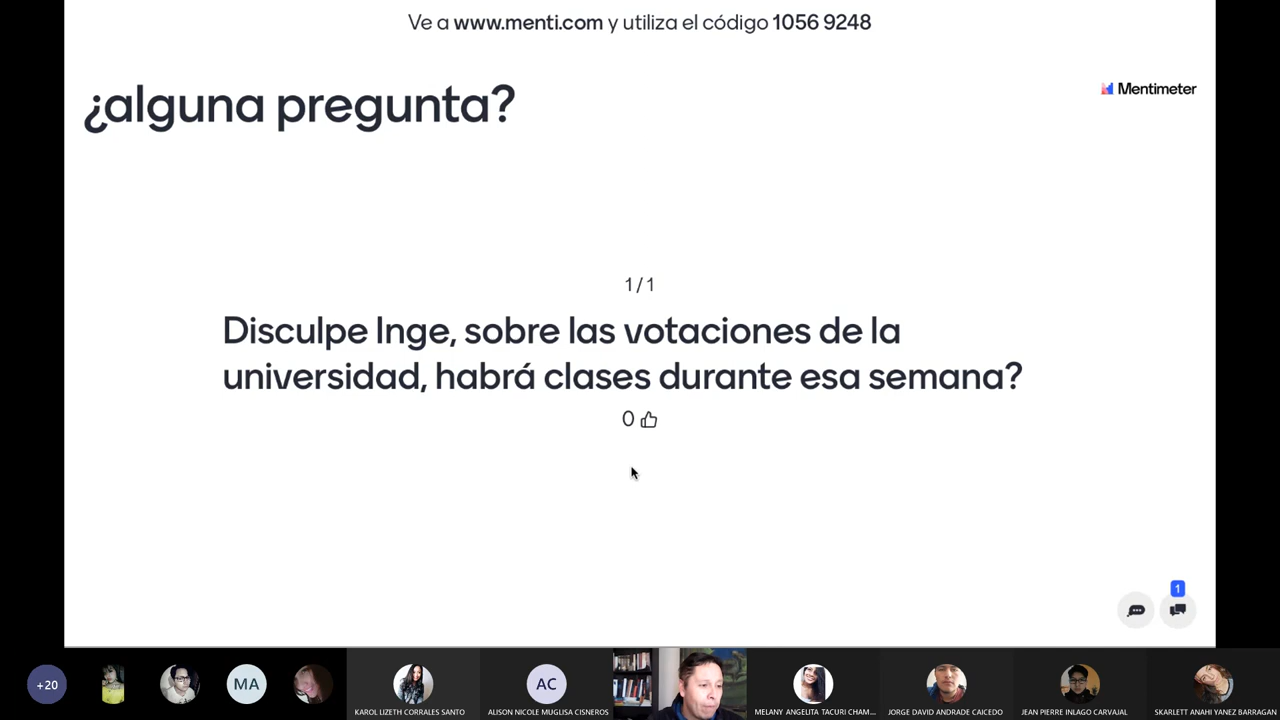 Ve a www.menti.com y utiliza el código 1056 9248
¿alguna pregunta?
Mentimeter
1 / 1
Disculpe Inge, sobre las votaciones de la
universidad, habrá clases durante esa semana?
0
1
+20
MA
KAROL LIZETH CORRALES SANTO
AC
ALISON NICOLE MUGLISA CISNEROS
MELANY ANGELITA TACURI CHAM...
JORGE DAVID ANDRADE CAICEDO
JEAN PIERRE INLAGO CARVAJAL
SKARLETT ANAHI YANEZ BARRAGAN